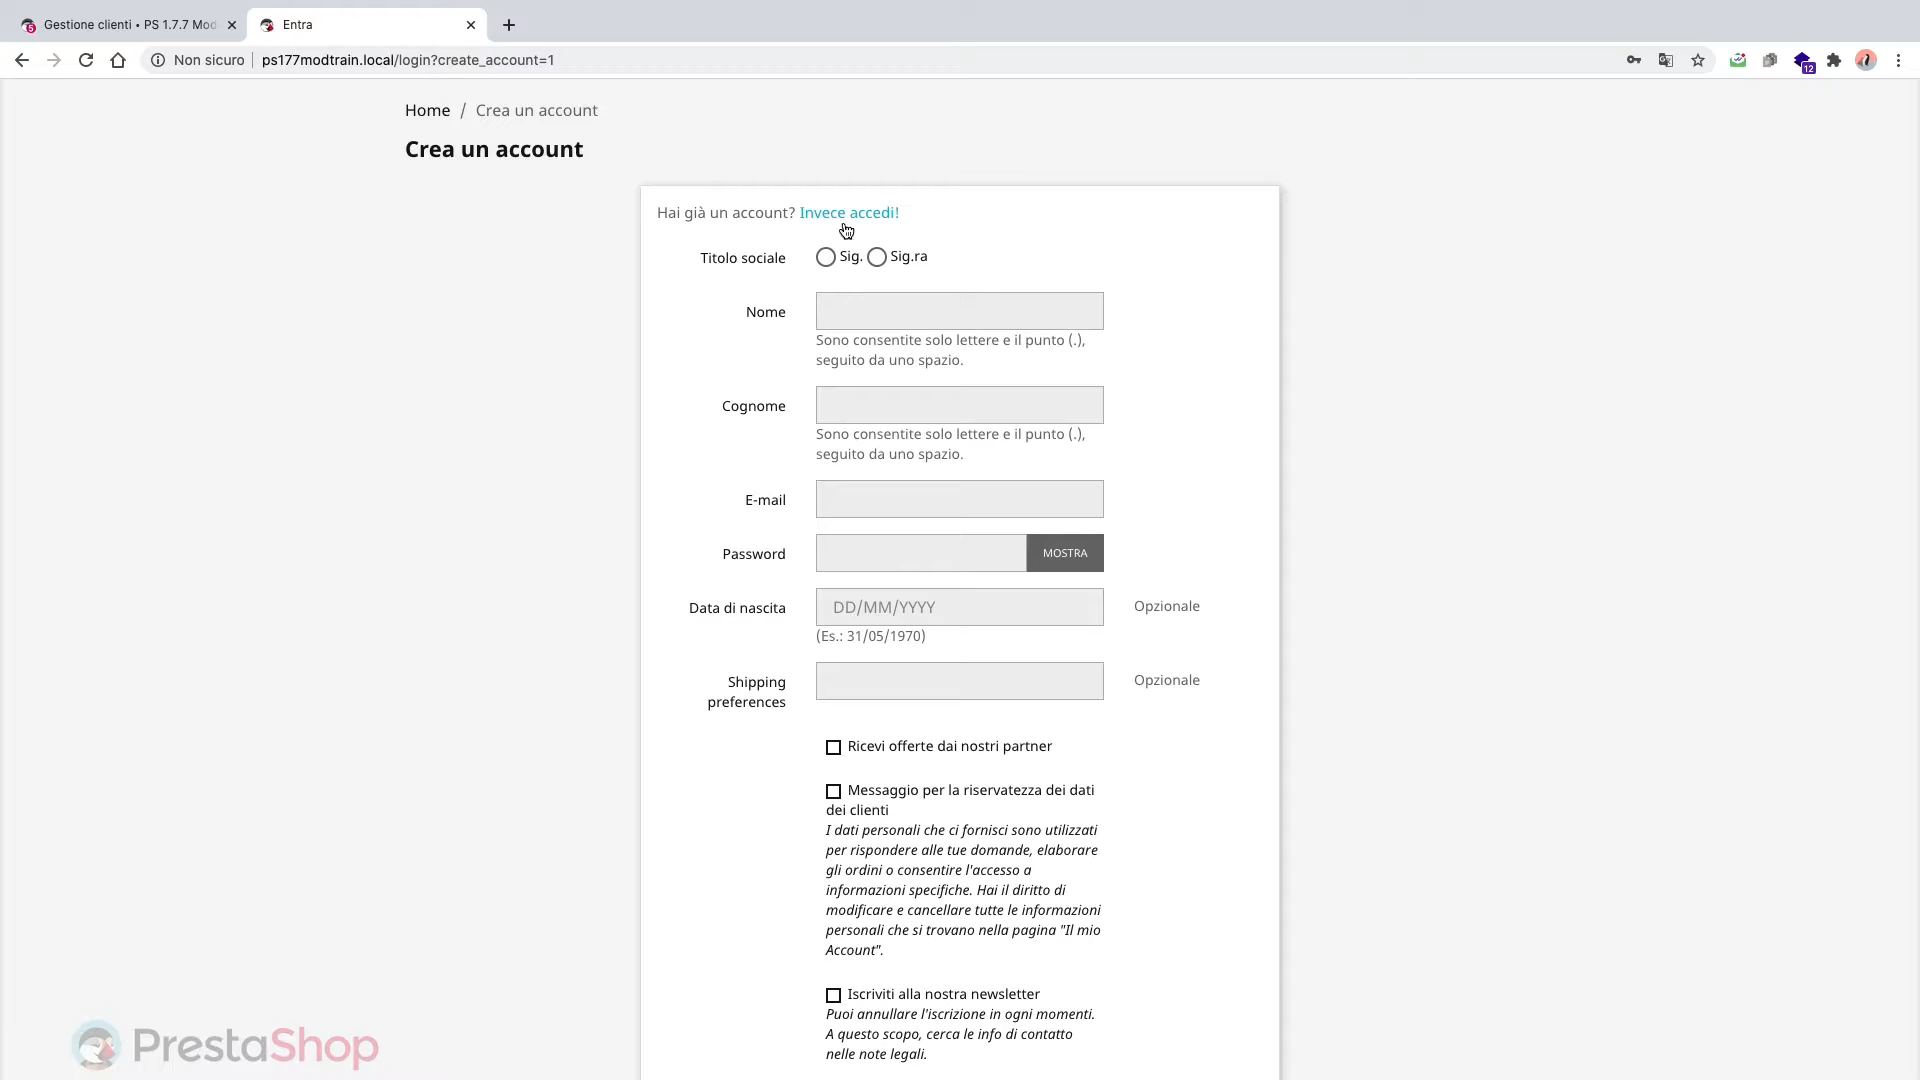 Gestione clienti • PS 1.7.7 Mod
Entra
Non sicuro
ps177modtrain.local/login?create_account=1
12
Home / Crea un account
Crea un account
Hai già un account? Invece accedi!
Titolo sociale
Sig.
Sig.ra
Nome
Sono consentite solo lettere e il punto (.),
seguito da uno spazio.
Cognome
Sono consentite solo lettere e il punto (.),
seguito da uno spazio.
E-mail
Password
MOSTRA
Data di nascita
DD/MM/YYYY
Opzionale
(Es.: 31/05/1970)
Shipping
preferences
Opzionale
Ricevi offerte dai nostri partner
Messaggio per la riservatezza dei dati
dei clienti
I dati personali che ci fornisci sono utilizzati
per rispondere alle tue domande, elaborare
gli ordini o consentire l'accesso a
informazioni specifiche. Hai il diritto di
modificare e cancellare tutte le informazioni
personali che si trovano nella pagina "Il mio
Account".
Iscriviti alla nostra newsletter
Puoi annullare l'iscrizione in ogni momenti.
A questo scopo, cerca le info di contatto
nelle note legali.
PrestaShop